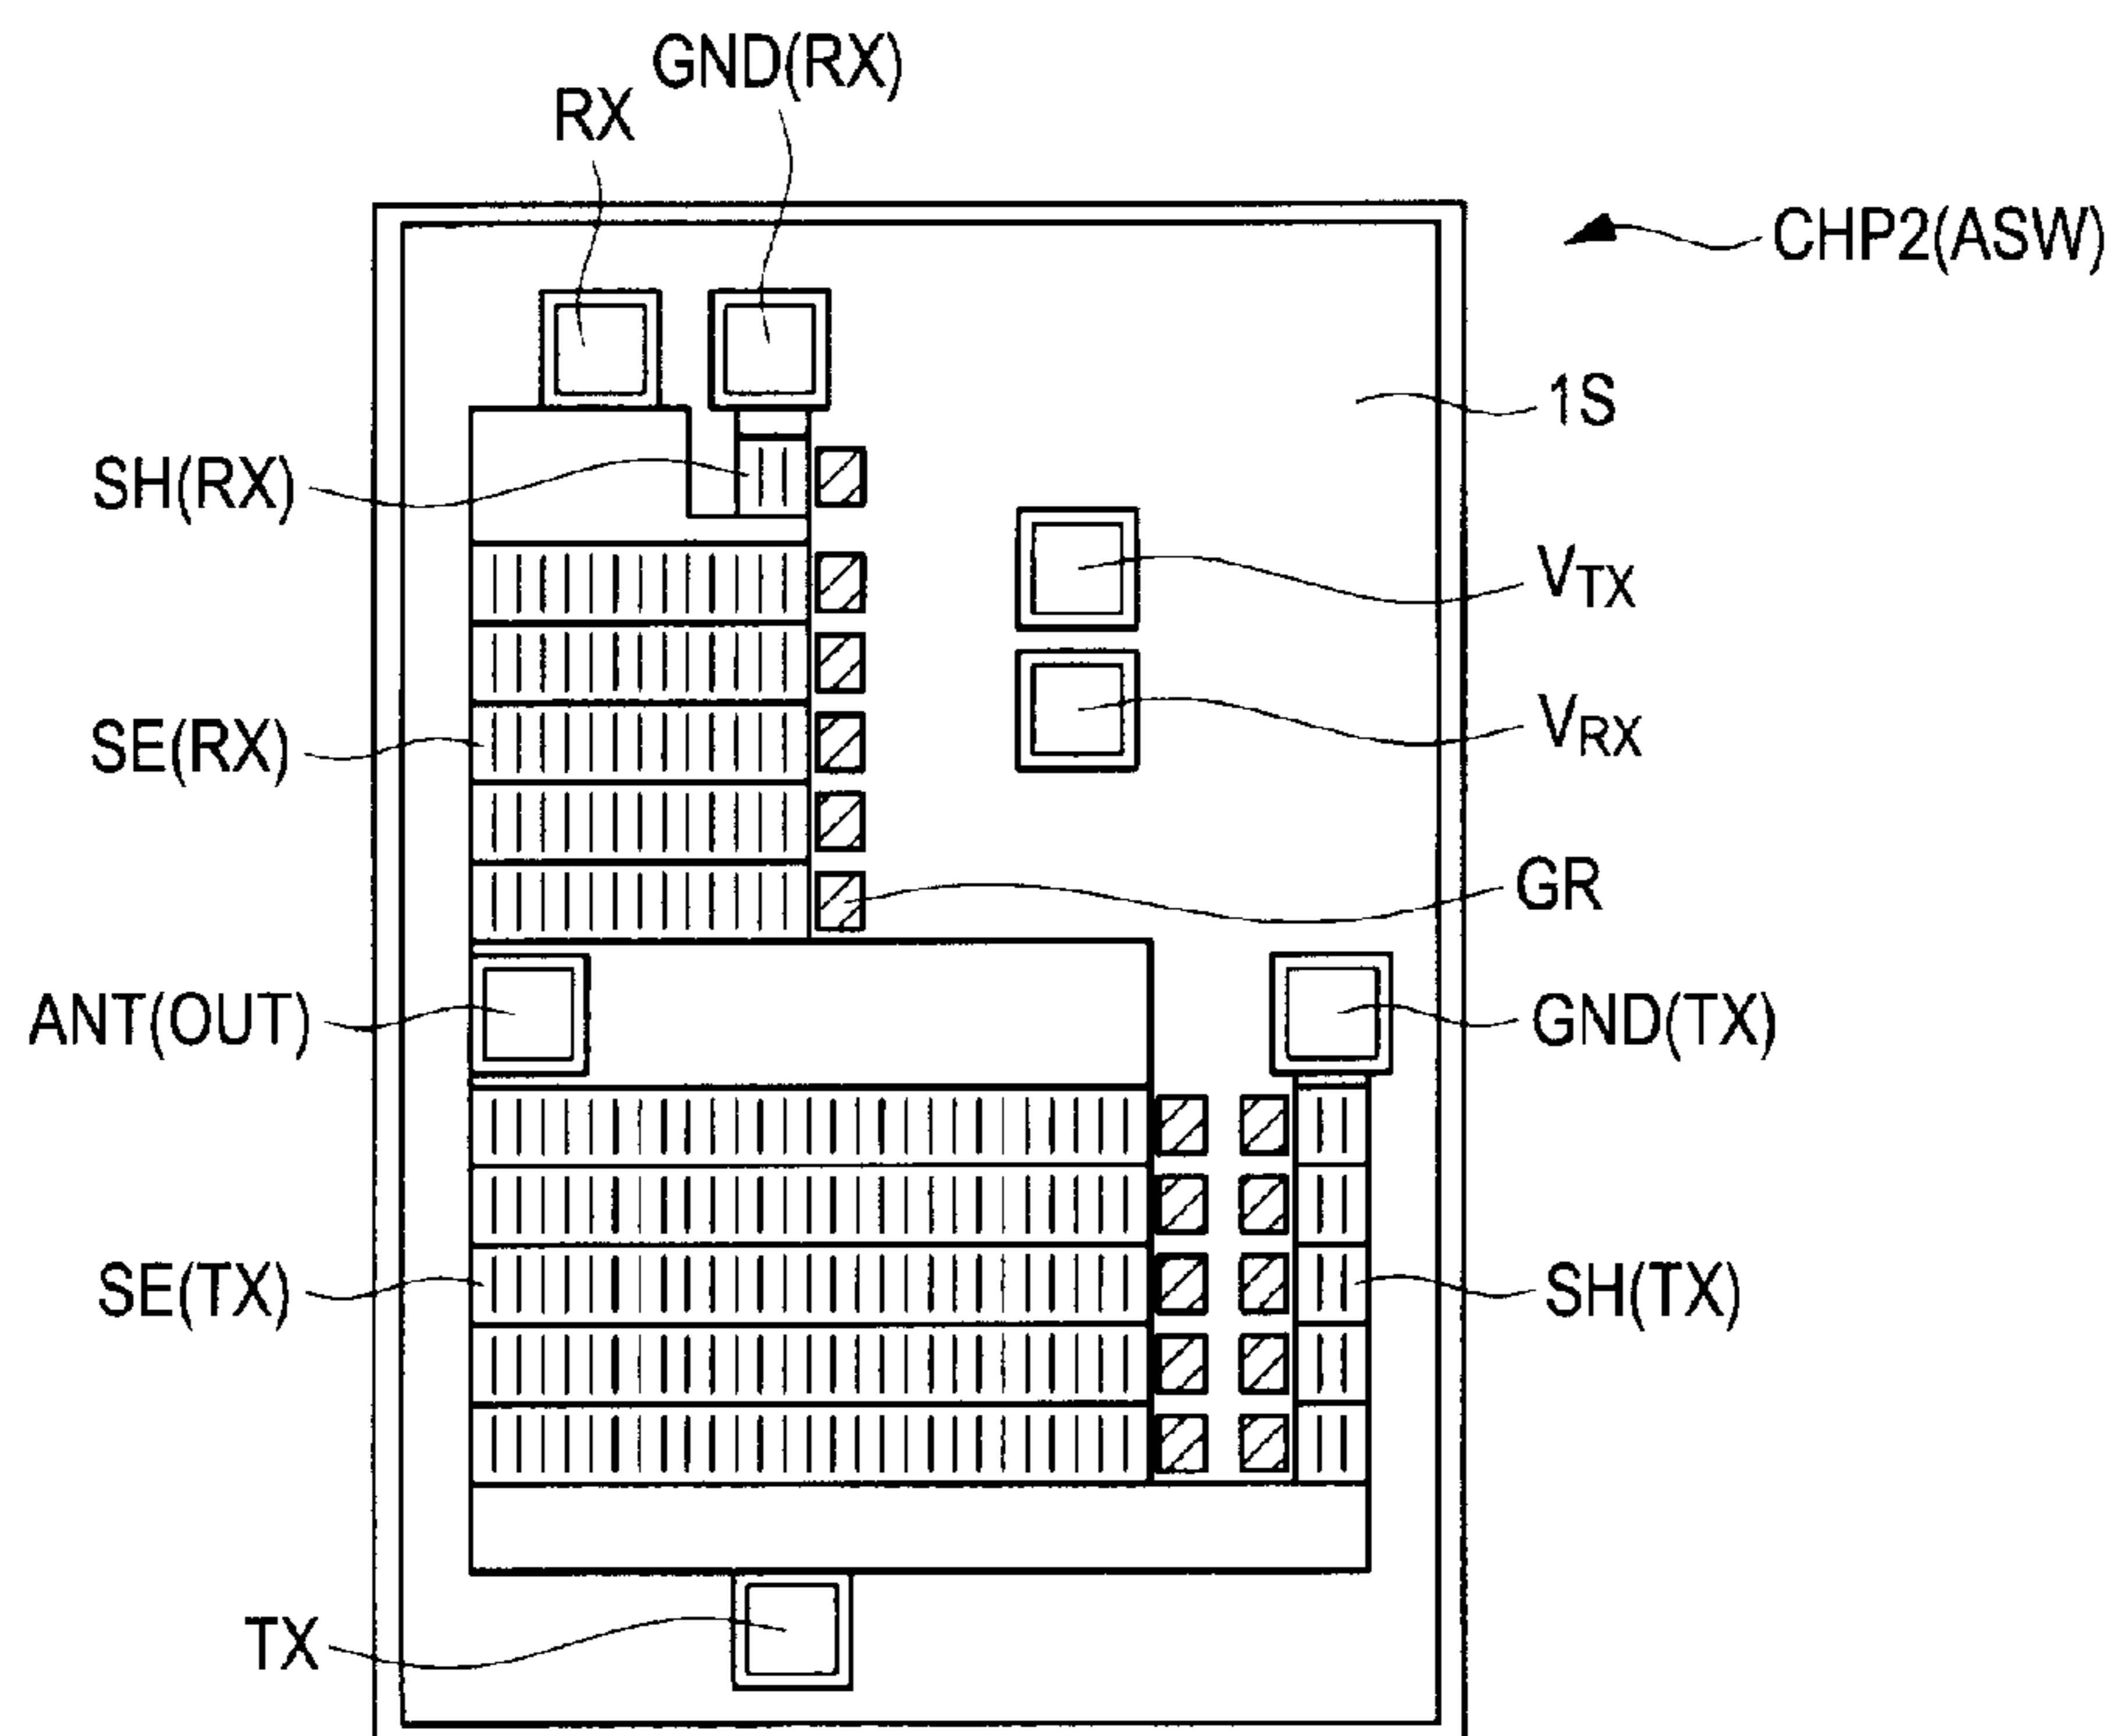 GND(RX)
RX
CHP2(ASW)
1S
SH(RX)
VTX
VRX
SE(RX)
GR
ANT(OUT)
GND(TX)
SE(TX)
SH(TX)
TX